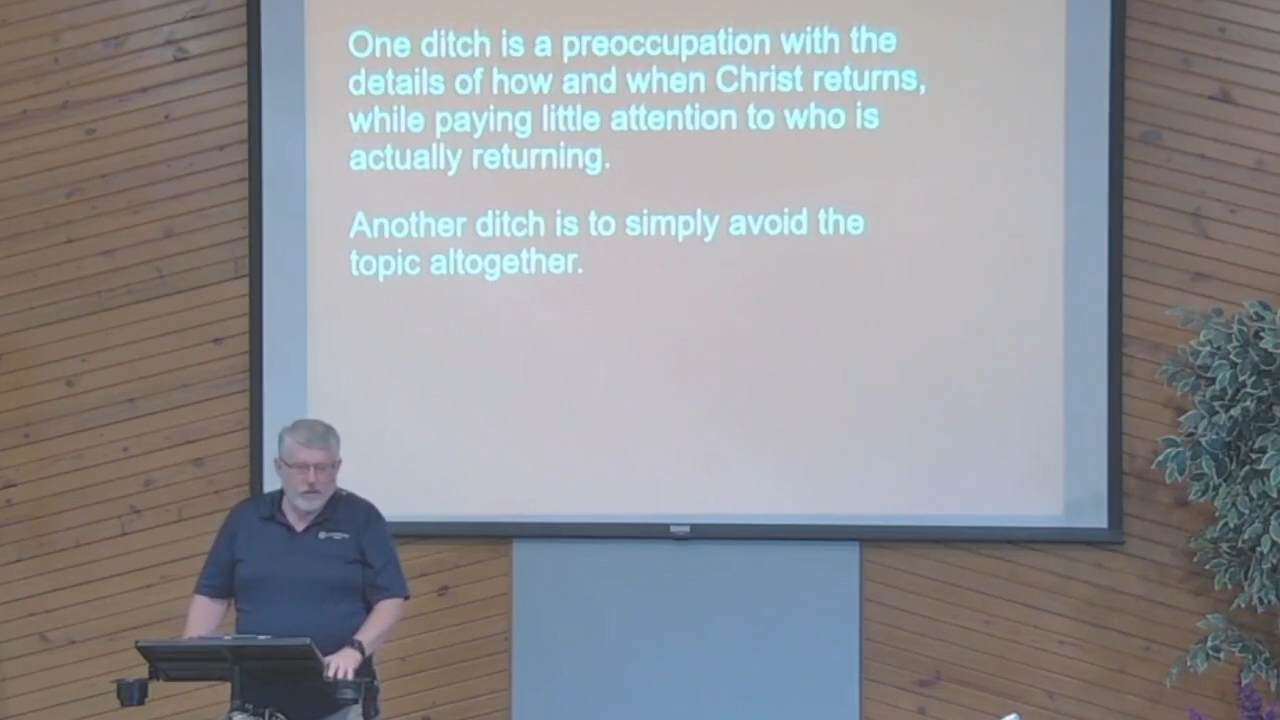 One ditch is a preoccupation with the
details of how and when Christ returns,
while paying little attention to who is
actually returning.
Another ditch is to simply avoid the
topic altogether.